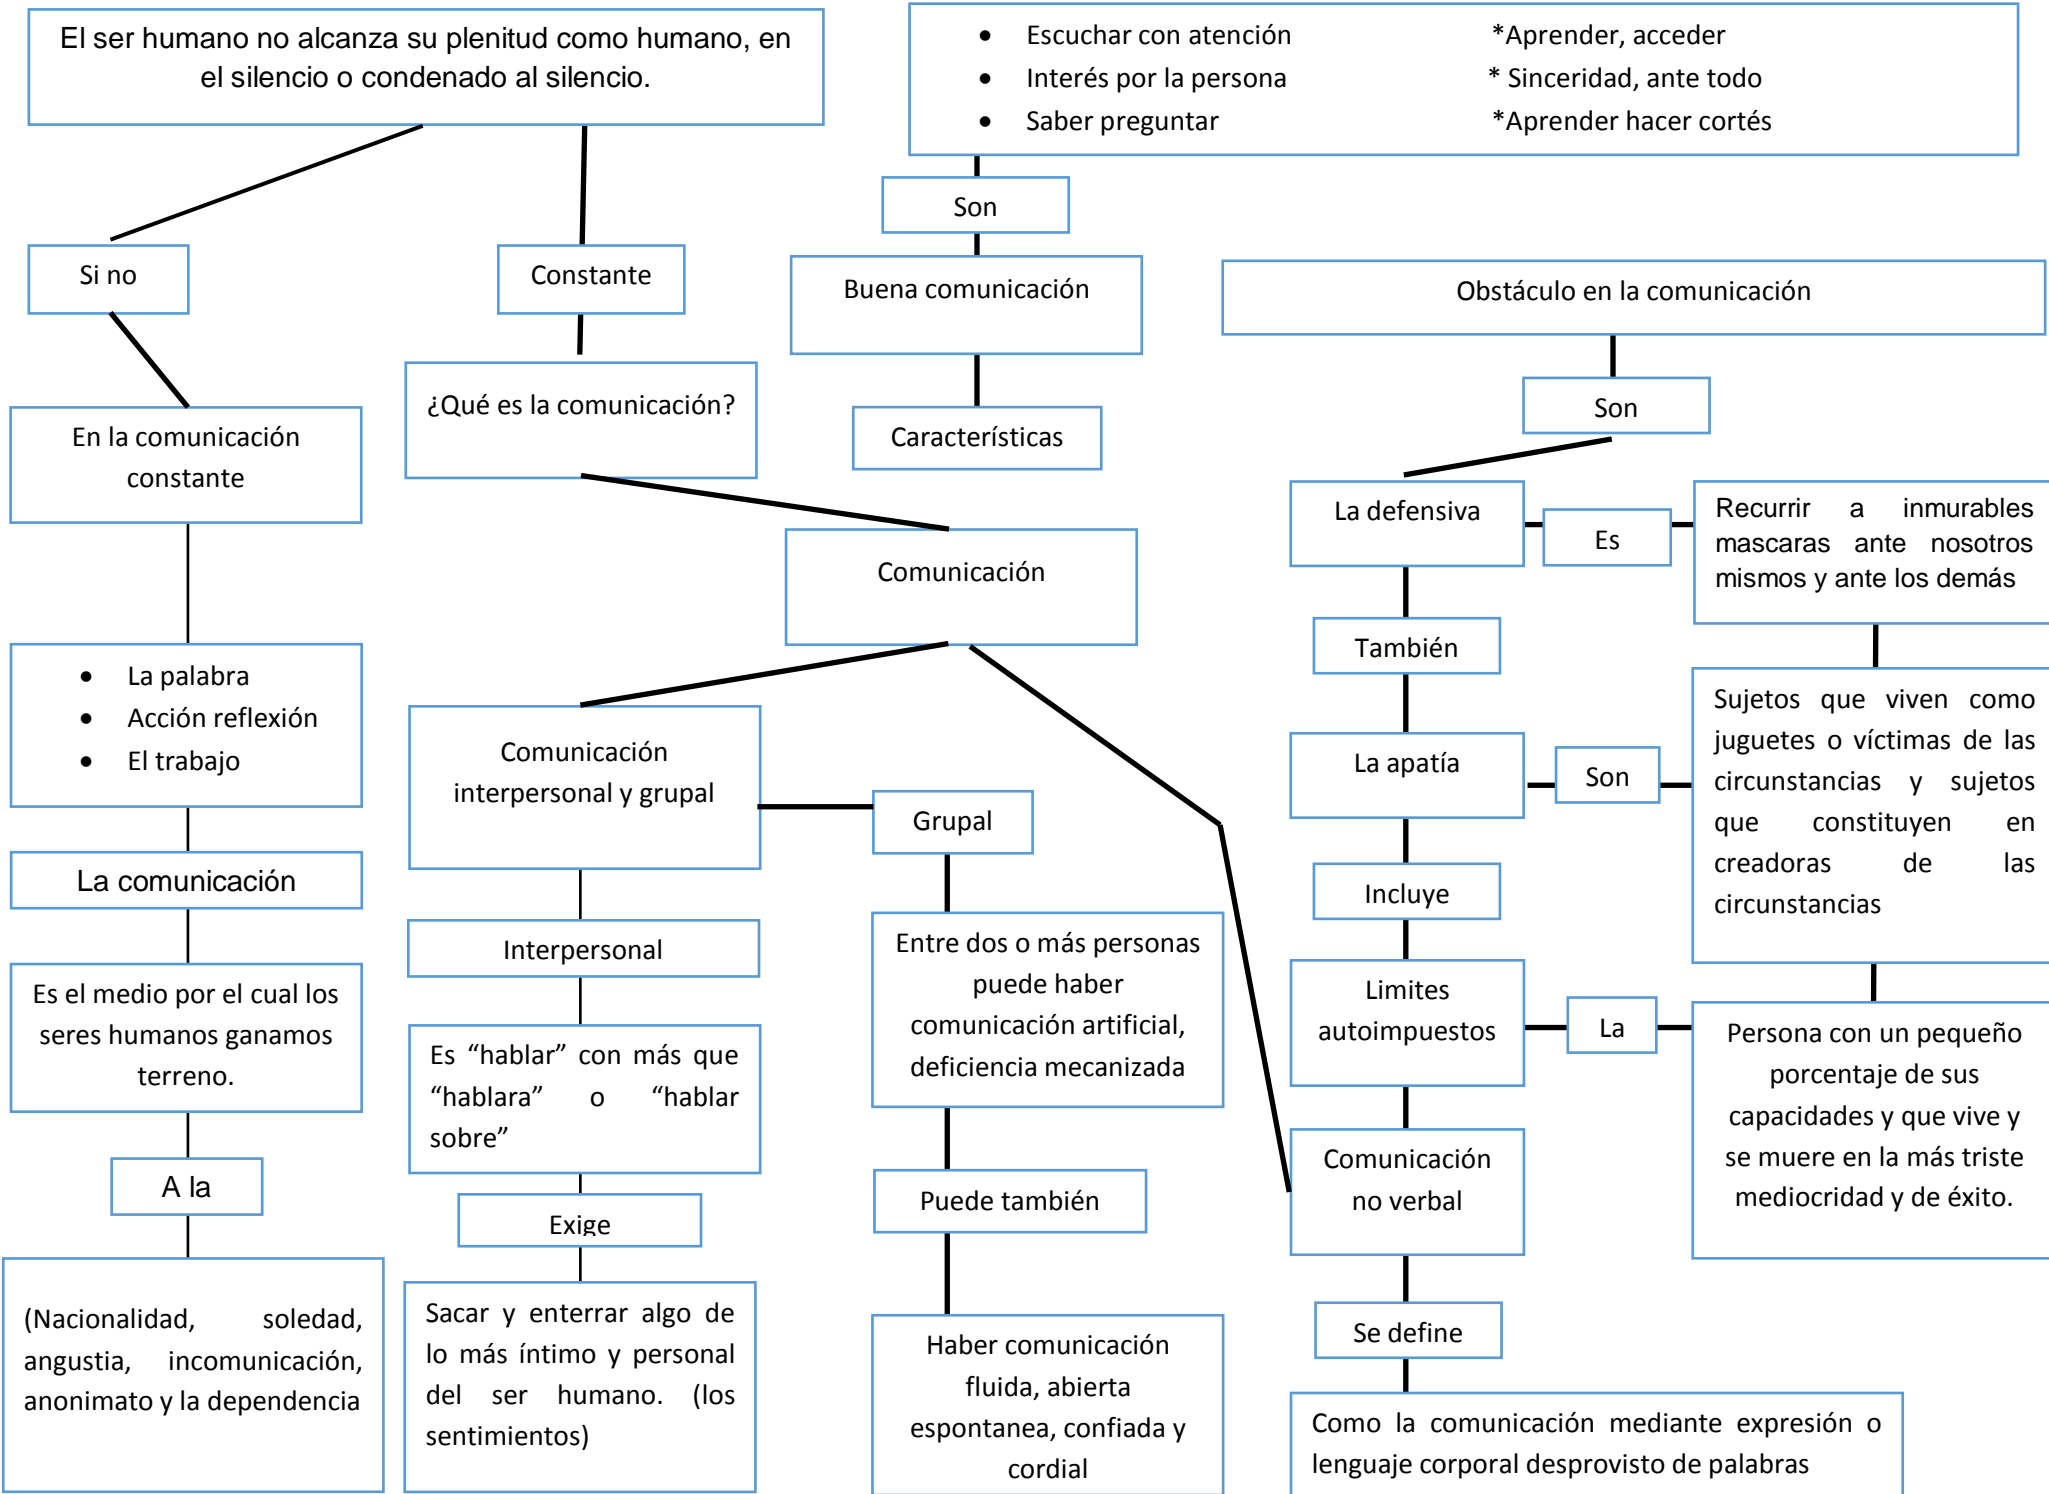 El ser humano no alcanza su plenitud como humano, en
el silencio o condenado al silencio.
• Escuchar con atención *Aprender, acceder
• Interés por la persona * Sinceridad, ante todo
• Saber preguntar *Aprender hacer cortés
Son
Si no
Constante
Buena comunicación
Obstáculo en la comunicación
En la comunicación
constante
¿Qué es la comunicación?
Características
Son
Comunicación
La defensiva
Es
Recurrir a inmurables
mascaras ante nosotros
mismos y ante los demás
También
• La palabra
• Acción reflexión
• El trabajo
Comunicación
interpersonal y grupal
Grupal
La apatía
Son
Sujetos que viven como
juguetes o víctimas de las
circunstancias y sujetos
que constituyen en
creadoras de las
circunstancias
La comunicación
Interpersonal
Incluye
Es el medio por el cual los
seres humanos ganamos
terreno.
Es “hablar” con más que
“hablara” o “hablar
sobre”
Entre dos o más personas
puede haber
comunicación artificial,
deficiencia mecanizada
Limites
autoimpuestos
La
Persona con un pequeño
porcentaje de sus
capacidades y que vive y
se muere en la más triste
mediocridad y de éxito.
A la
Exige
Puede también
Comunicación
no verbal
(Nacionalidad, soledad,
angustia, incomunicación,
anonimato y la dependencia
Sacar y enterrar algo de
lo más íntimo y personal
del ser humano. (los
sentimientos)
Haber comunicación
fluida, abierta
espontanea, confiada y
cordial
Se define
Como la comunicación mediante expresión o
lenguaje corporal desprovisto de palabras